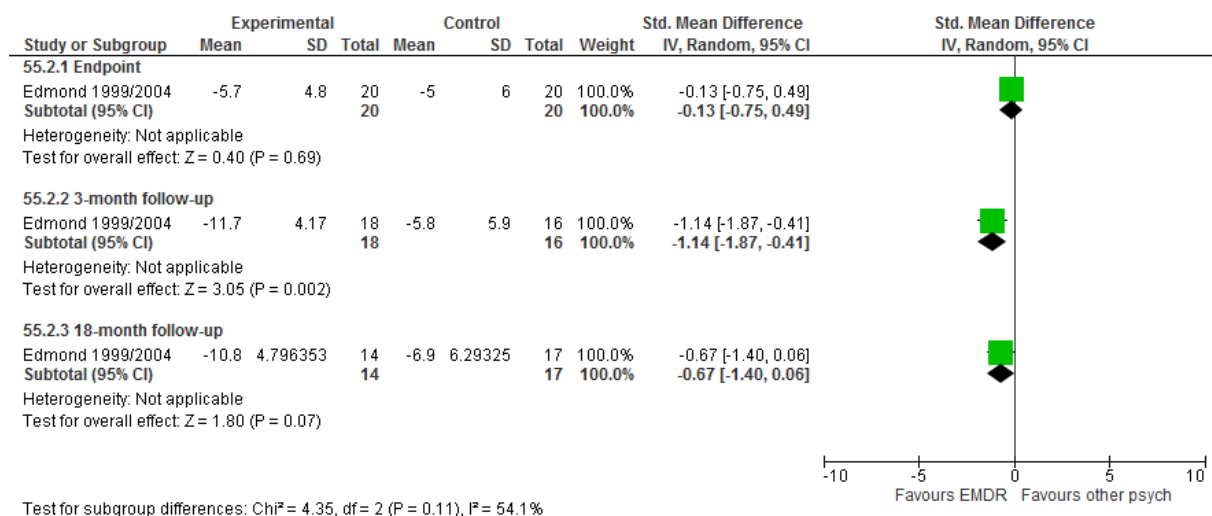 Experimental Control Std. Mean Difference Std. Mean Difference
Study or Subgroup Mean SD Total Mean SD Total Weight IV, Random, 95% CI IV, Random, 95% CI
55.2.1 Endpoint
Edmond 1999/2004 -5.7 4.8 20 -5 6 20 100.0% -0.13 [-0.75, 0.49]
Subtotal (95% CI) 20 20 100.0% -0.13 [-0.75, 0.49]
Heterogeneity: Not applicable
Test for overall effect: Z = 0.40 (P = 0.69)
55.2.2 3-month follow-up
Edmond 1999/2004 -11.7 4.17 18 -5.8 5.9 16 100.0% -1.14 [-1.87, -0.41]
Subtotal (95% CI) 18 16 100.0% -1.14 [-1.87, -0.41]
Heterogeneity: Not applicable
Test for overall effect: Z = 3.05 (P = 0.002)
55.2.3 18-month follow-up
Edmond 1999/2004 -10.8 4.796353 14 -6.9 6.29325 17 100.0% -0.67 [-1.40, 0.06]
Subtotal (95% CI) 14 17 100.0% -0.67 [-1.40, 0.06]
Heterogeneity: Not applicable
Test for overall effect: Z = 1.80 (P = 0.07)
-10 -5 0 5 10
Favours EMDR Favours other psych
Test for subgroup differences: Chi² = 4.35, df = 2 (P = 0.11), I² = 54.1%